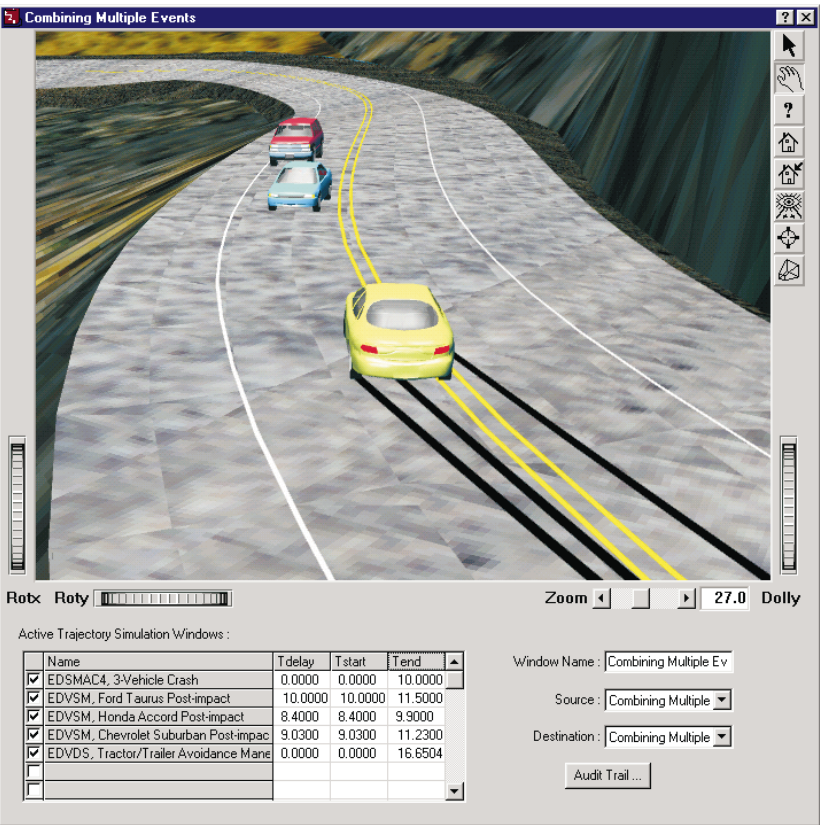 Combining Multiple Events
?
Rotx Roty Zoom 27.0 Dolly
Active Trajectory Simulation Windows :
Name Tdelay Tstart Tend
EDSMAC4, 3-Vehicle Crash 0.0000 0.0000 10.0000
EDVSM, Ford Taurus Post-impact 10.0000 10.0000 11.5000
EDVSM, Honda Accord Post-impact 8.4000 8.4000 9.9000
EDVSM, Chevrolet Suburban Post-impac 9.0300 9.0300 11.2300
EDVDS, Tractor/Trailer Avoidance Mane 0.0000 0.0000 16.6504
Window Name : Combining Multiple Ev
Source : Combining Multiple
Destination : Combining Multiple
Audit Trail ...